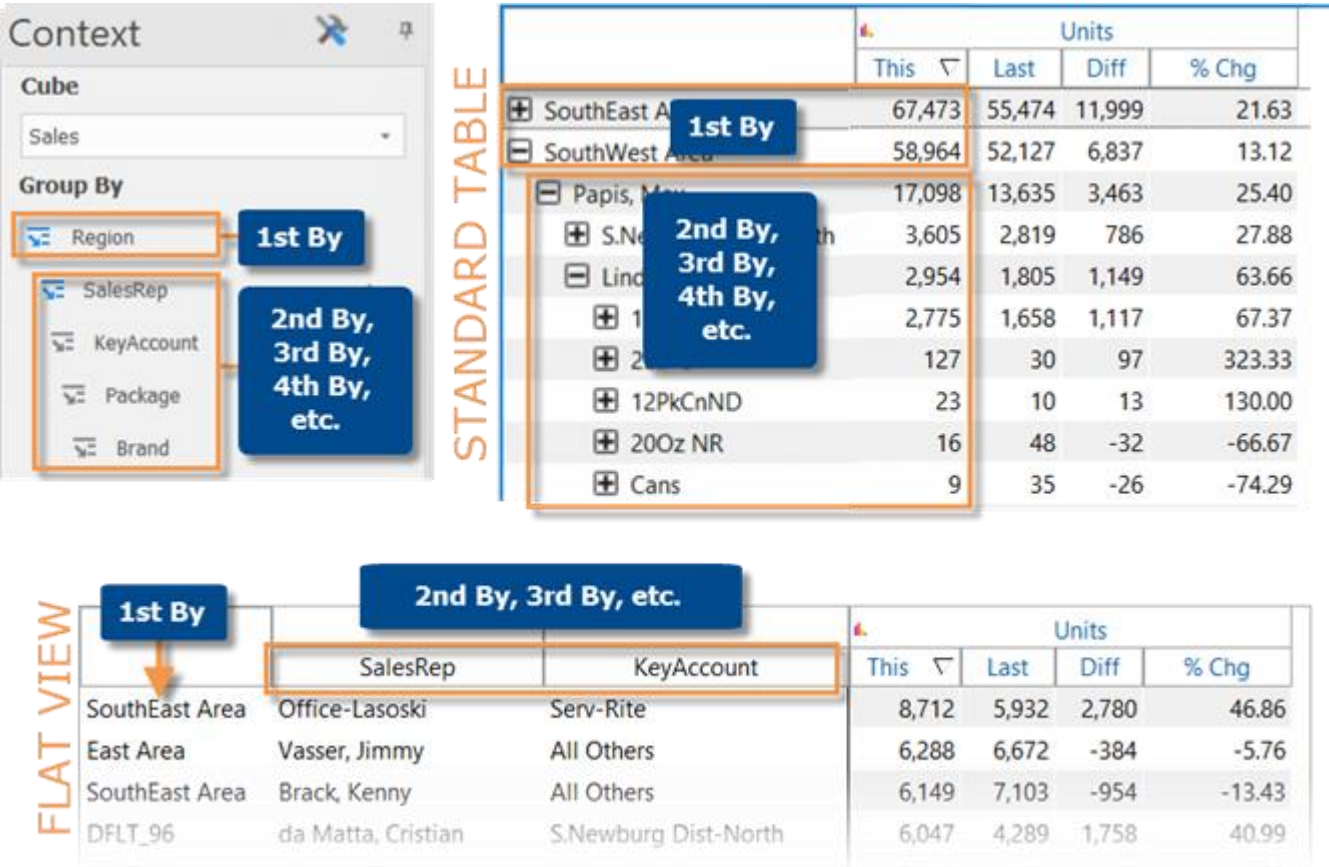 Context
Cube
Sales
Group By
Region
1st By
SalesRep
KeyAccount
Package
Brand
2nd By,
3rd By,
4th By,
etc.
STANDARD TABLE
Units
This Last Diff % Chg
SouthEast 67,473 55,474 11,999 21.63
1st By
SouthWest Area 58,964 52,127 6,837 13.12
Papis, 17,098 13,635 3,463 25.40
3,605 2,819 786 27.88
2,954 1,805 1,149 63.66
2,775 1,658 1,117 67.37
127 30 97 323.33
2nd By,
3rd By,
4th By,
etc.
12PkCnND 23 10 13 130.00
20Oz NR 16 48 -32 -66.67
Cans 9 35 -26 -74.29
FLAT VIEW
1st By
2nd By, 3rd By, etc.
Units
SalesRep KeyAccount This Last Diff % Chg
SouthEast Area Office-Lasoski Serv-Rite 8,712 5,932 2,780 46.86
East Area Vasser, Jimmy All Others 6,288 6,672 -384 -5.76
SouthEast Area Brack, Kenny All Others 6,149 7,103 -954 -13.43
DFLT_96 da Matta, Cristian S.Newburg Dist-North 6,047 4,289 1,758 40.99